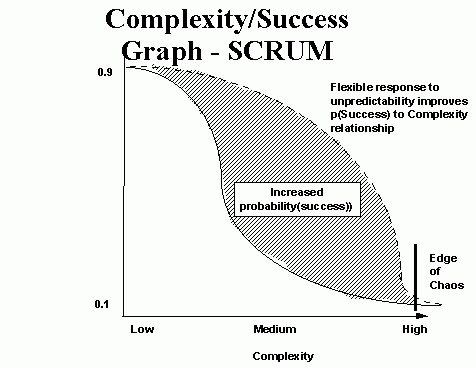 Complexity/Success
Graph - SCRUM
0.9
Flexible response to
unpredictability improves
p(Success) to Complexity
relationship
Increased
probability(success))
Edge
of
Chaos
0.1
Low Medium High
Complexity